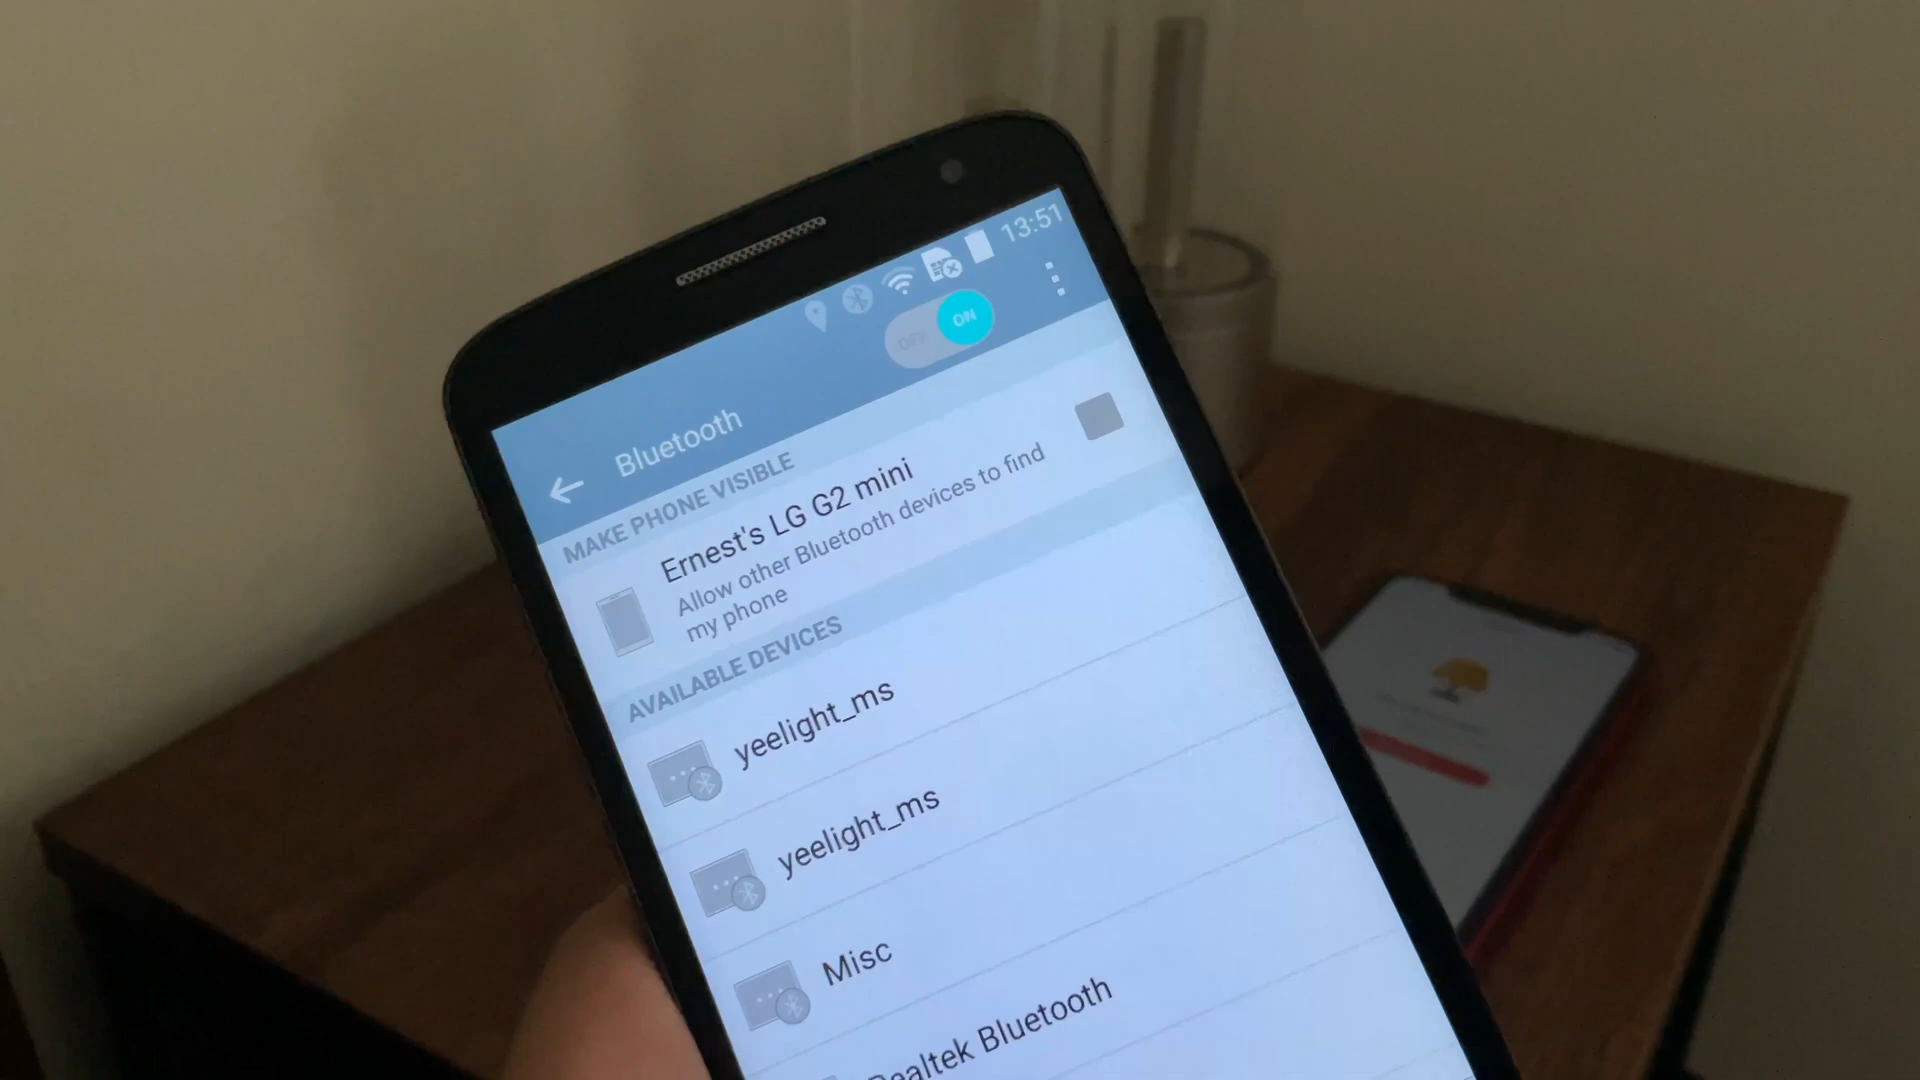 13:51
OFF ON
Bluetooth
MAKE PHONE VISIBLE
Ernest's LG G2 mini
Allow other Bluetooth devices to find
my phone
AVAILABLE DEVICES
yeelight_ms
yeelight_ms
Misc
Realtek Bluetooth